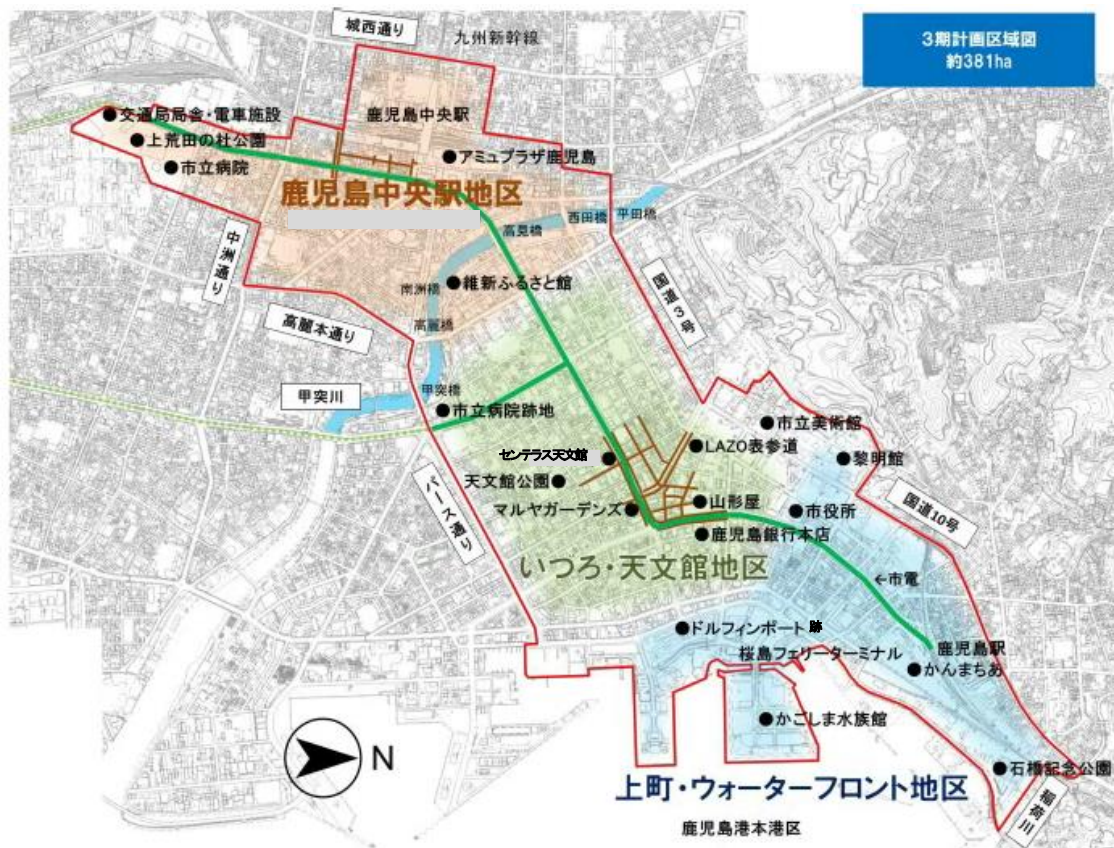 3期計画区域図
約381ha
城西通り
九州新幹線
交通局局舎・電車施設
鹿児島中央駅
上荒田の杜公園
アミュプラザ鹿児島
市立病院
鹿児島中央駅地区
西田橋
平田橋
高見橋
中洲通り
維新ふるさと館
南洲橋
国道3号
高麗橋
高麗本通り
甲突川
甲突橋
市立病院跡地
市立美術館
LAZO表参道
センテラス天文館
黎明館
天文館公園
山形屋
マルヤガーデンズ
市役所
国道10号
パース通り
鹿児島銀行本店
いつろ・天文館地区
←市電
ドルフィンポート跡
桜島フェリーターミナル
鹿児島駅
かんまちあ
かごしま水族館
N
石橋記念公園
上町・ウォーターフロント地区
稲荷川
鹿児島港本港区